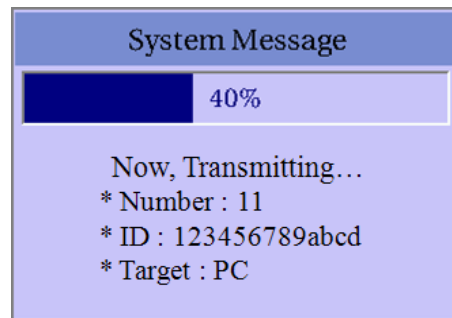 System Message
40%
Now, Transmitting…
* Number : 11
* ID : 123456789abcd
* Target : PC